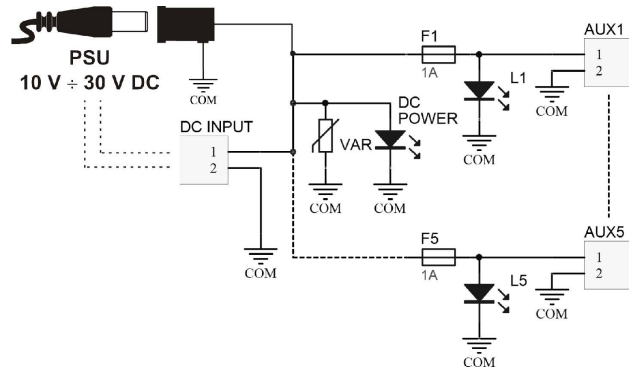 PSU
10 V ÷ 30 V DC
COM
DC INPUT
1
2
COM
F1
1A
AUX1
1
2
L1
COM
COM
DC
POWER
VAR
COM
COM
F5
1A
AUX5
1
2
L5
COM
COM